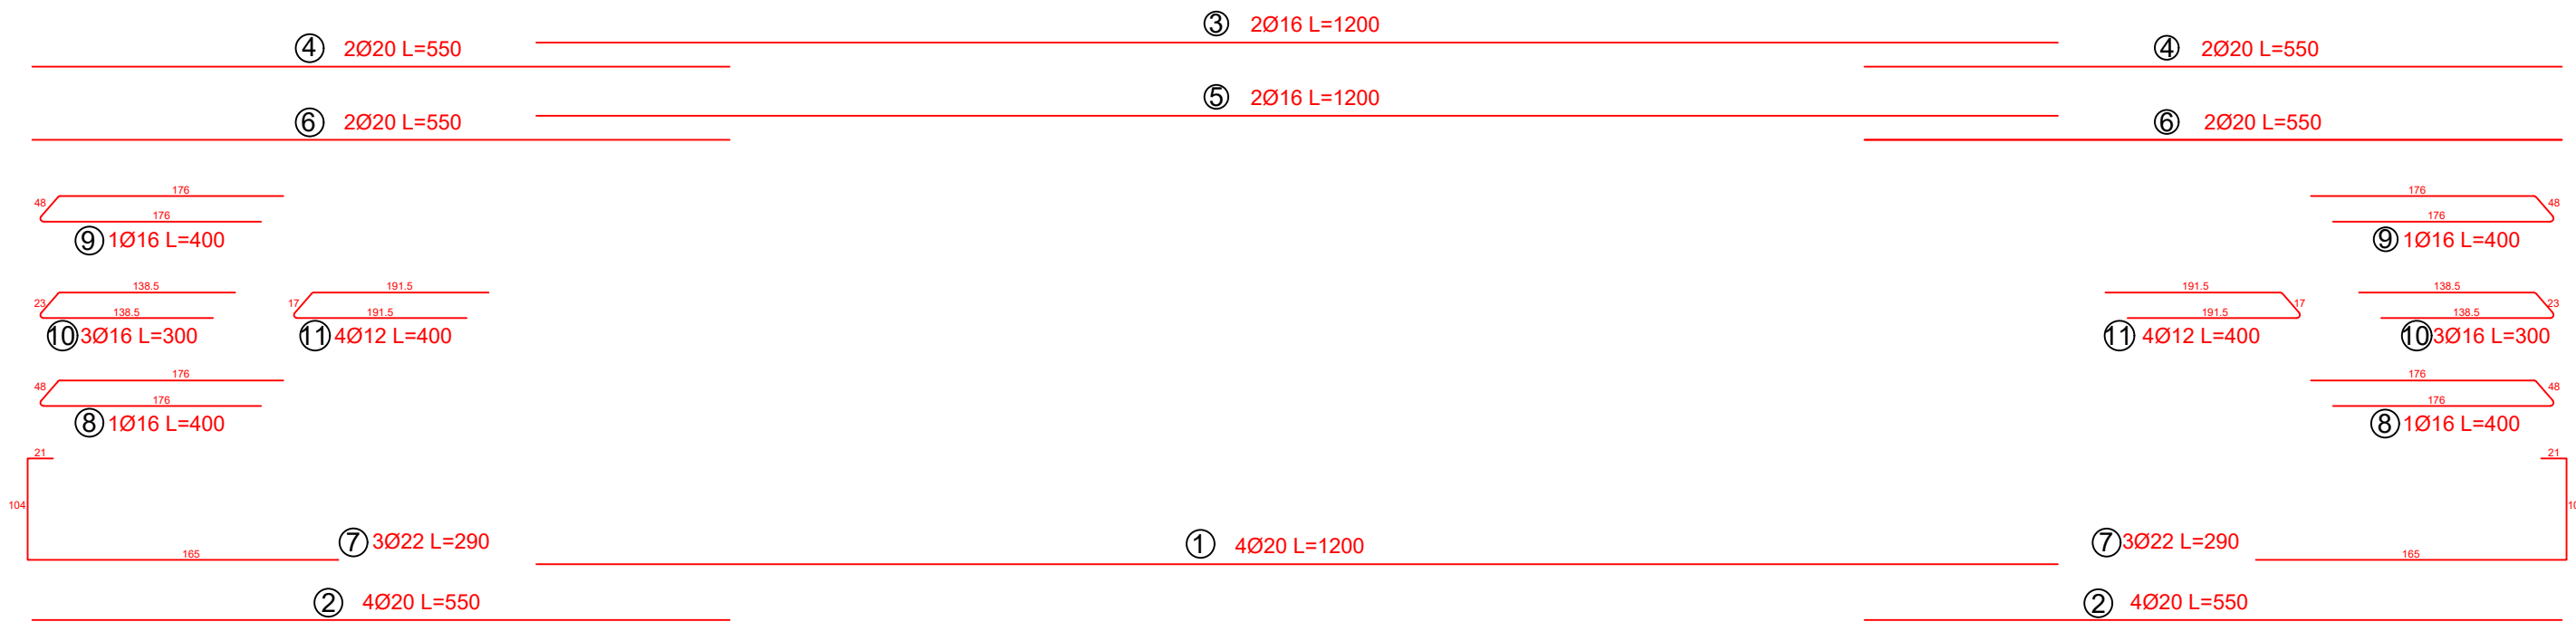 ③ 2Ø16 L=1200
④ 2Ø20 L=550
④ 2Ø20 L=550
⑤ 2Ø16 L=1200
⑥ 2Ø20 L=550
⑥ 2Ø20 L=550
176
48
176
⑨ 1Ø16 L=400
176
48
176
⑨ 1Ø16 L=400
138.5
23
138.5
⑩ 3Ø16 L=300
191.5
17
191.5
⑪ 4Ø12 L=400
191.5
17
191.5
⑪ 4Ø12 L=400
138.5
23
138.5
⑩ 3Ø16 L=300
176
48
176
⑧ 1Ø16 L=400
176
48
176
⑧ 1Ø16 L=400
21
104
165
⑦ 3Ø22 L=290
① 4Ø20 L=1200
21
⑦ 3Ø22 L=290
165
② 4Ø20 L=550
② 4Ø20 L=550